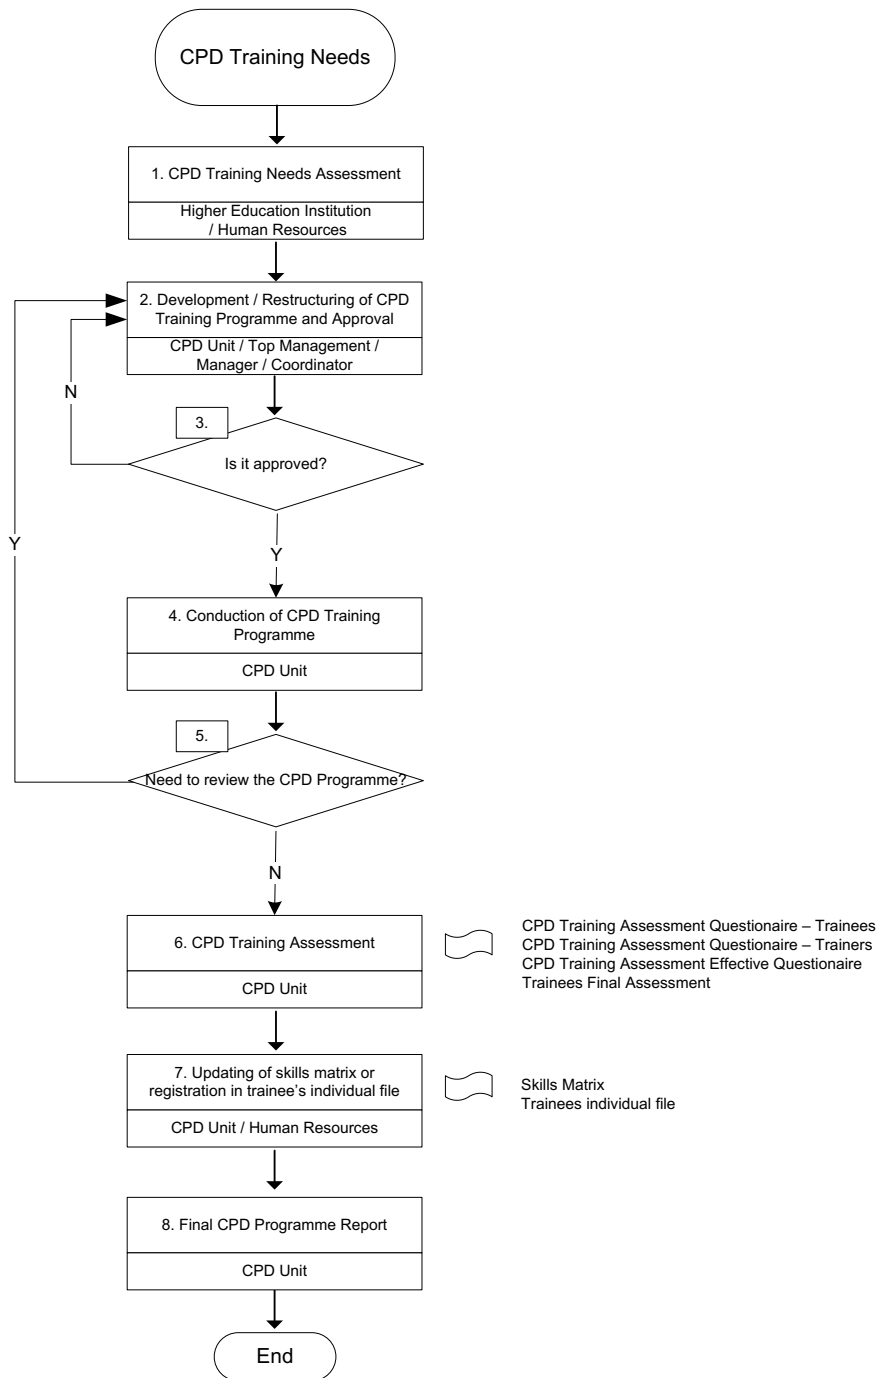 CPD Training Needs
1. CPD Training Needs Assessment
Higher Education Institution
/ Human Resources
2. Development / Restructuring of CPD
Training Programme and Approval
CPD Unit / Top Management /
Manager / Coordinator
N
3.
Is it approved?
Y
Y
4. Conduction of CPD Training
Programme
CPD Unit
5.
Need to review the CPD Programme?
N
6. CPD Training Assessment
CPD Unit
CPD Training Assessment Questionaire – Trainees
CPD Training Assessment Questionaire – Trainers
CPD Training Assessment Effective Questionaire
Trainees Final Assessment
7. Updating of skills matrix or
registration in trainee's individual file
CPD Unit / Human Resources
Skills Matrix
Trainees individual file
8. Final CPD Programme Report
CPD Unit
End